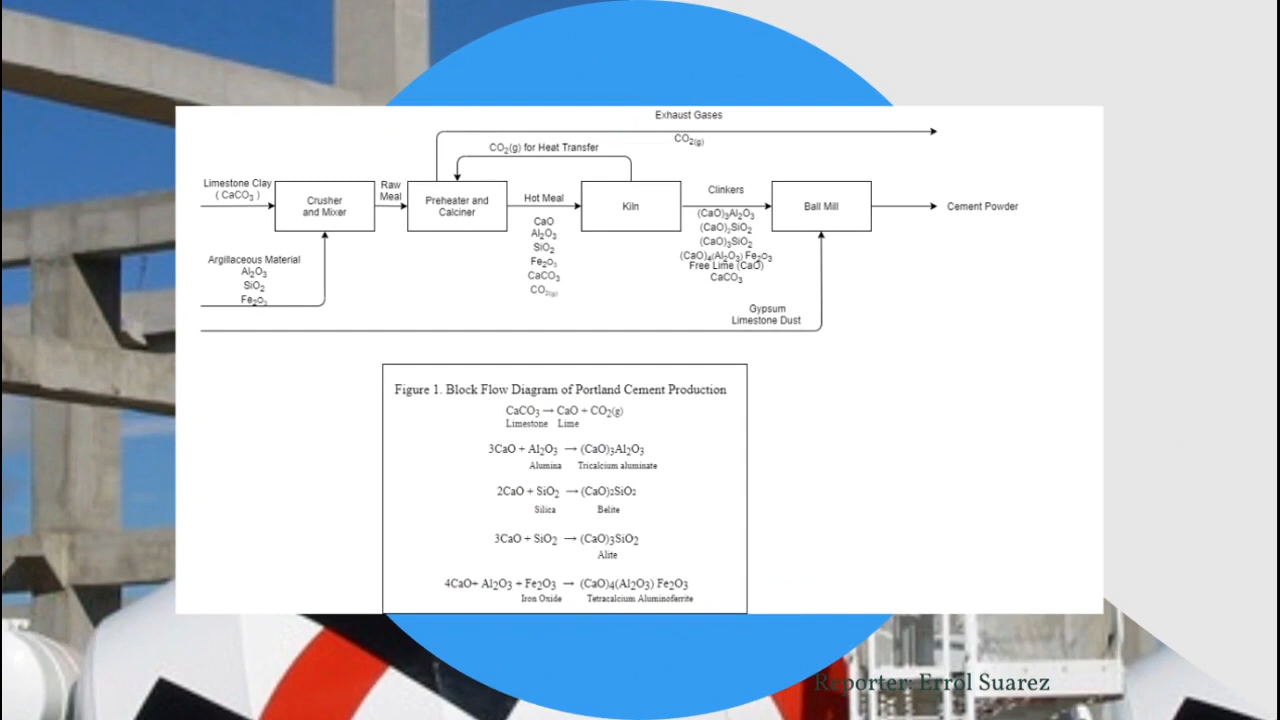 Exhaust Gases
CO₂(g)
CO₂(g) for Heat Transfer
Limestone Clay
( CaCO₃ )
Crusher
and Mixer
Raw
Meal
Preheater and
Calciner
Hot Meal
CaO
Al₂O₃
SiO₂
Fe₂O₃
CaCO₃
CO₂(g)
Kiln
Clinkers
(CaO)₃Al₂O₃
(CaO)₂SiO₂
(CaO)₃SiO₂
(CaO)₄(Al₂O₃) Fe₂O₃
Free Lime (CaO)
CaCO₃
Ball Mill
Cement Powder
Argillaceous Material
Al₂O₃
SiO₂
Fe₂O₃
Gypsum
Limestone Dust
Figure 1. Block Flow Diagram of Portland Cement Production
CaCO₃ → CaO + CO₂(g)
Limestone Lime
3CaO + Al₂O₃ → (CaO)₃Al₂O₃
Alumina Tricalcium aluminate
2CaO + SiO₂ → (CaO)₂SiO₂
Silica Belite
3CaO + SiO₂ → (CaO)₃SiO₂
Alite
4CaO+ Al₂O₃ + Fe₂O₃ → (CaO)₄(Al₂O₃) Fe₂O₃
Iron Oxide Tetracalcium Aluminoferrite
Reporter: Errol Suarez